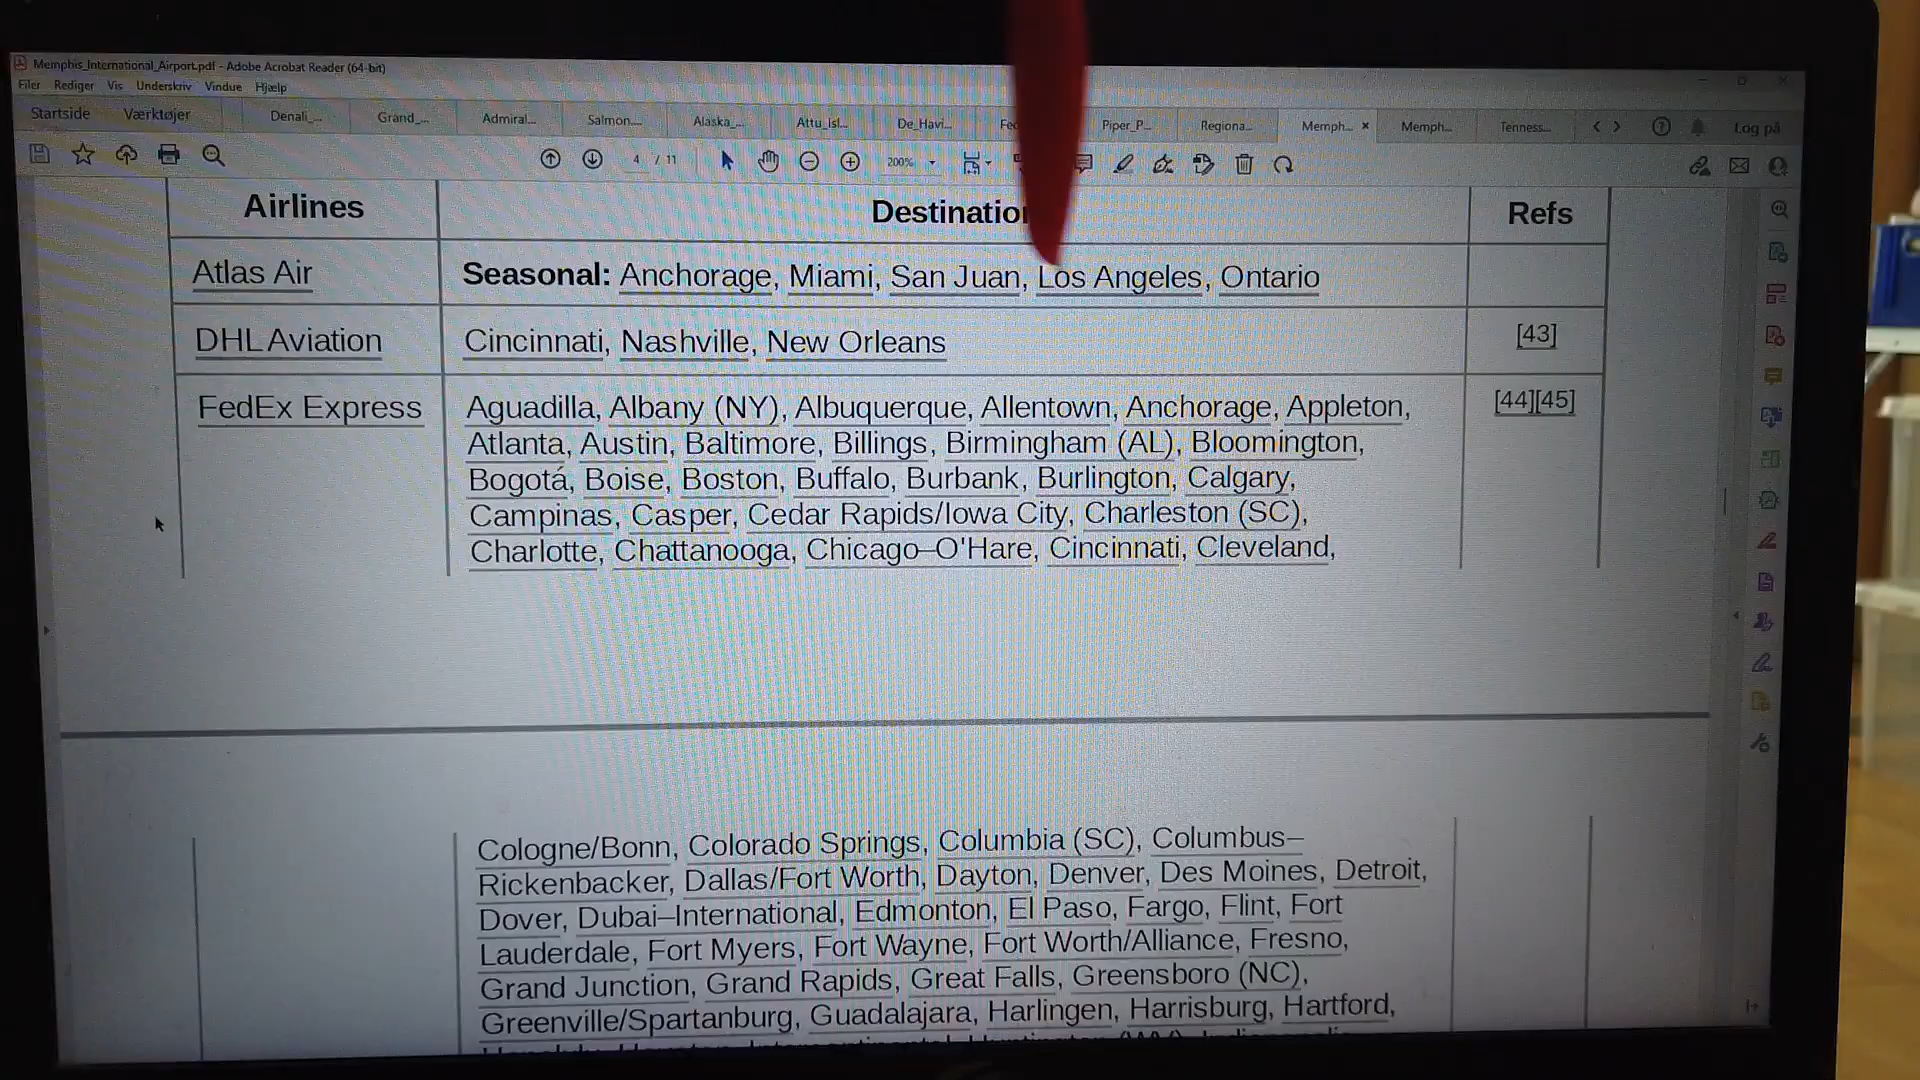 Memphis_International_Airport.pdf - Adobe Acrobat Reader (64-bit)
Filer Rediger Vis Underskriv Vindue Hjælp
Startside Værktøjer Denali_... Grand_... Admiral... Salmon.... Alaska_... Attu_Isl... De_Havi... Piper_P... Regiona... Memph... × Memph... Tenness... Log på
4 / 11 200%
Airlines Destination Refs
Atlas Air Seasonal: Anchorage, Miami, San Juan, Los Angeles, Ontario
DHL Aviation Cincinnati, Nashville, New Orleans [43]
FedEx Express Aguadilla, Albany (NY), Albuquerque, Allentown, Anchorage, Appleton, [44][45]
Atlanta, Austin, Baltimore, Billings, Birmingham (AL), Bloomington,
Bogotá, Boise, Boston, Buffalo, Burbank, Burlington, Calgary,
Campinas, Casper, Cedar Rapids/Iowa City, Charleston (SC),
Charlotte, Chattanooga, Chicago–O'Hare, Cincinnati, Cleveland,
Cologne/Bonn, Colorado Springs, Columbia (SC), Columbus–
Rickenbacker, Dallas/Fort Worth, Dayton, Denver, Des Moines, Detroit,
Dover, Dubai–International, Edmonton, El Paso, Fargo, Flint, Fort
Lauderdale, Fort Myers, Fort Wayne, Fort Worth/Alliance, Fresno,
Grand Junction, Grand Rapids, Great Falls, Greensboro (NC),
Greenville/Spartanburg, Guadalajara, Harlingen, Harrisburg, Hartford,